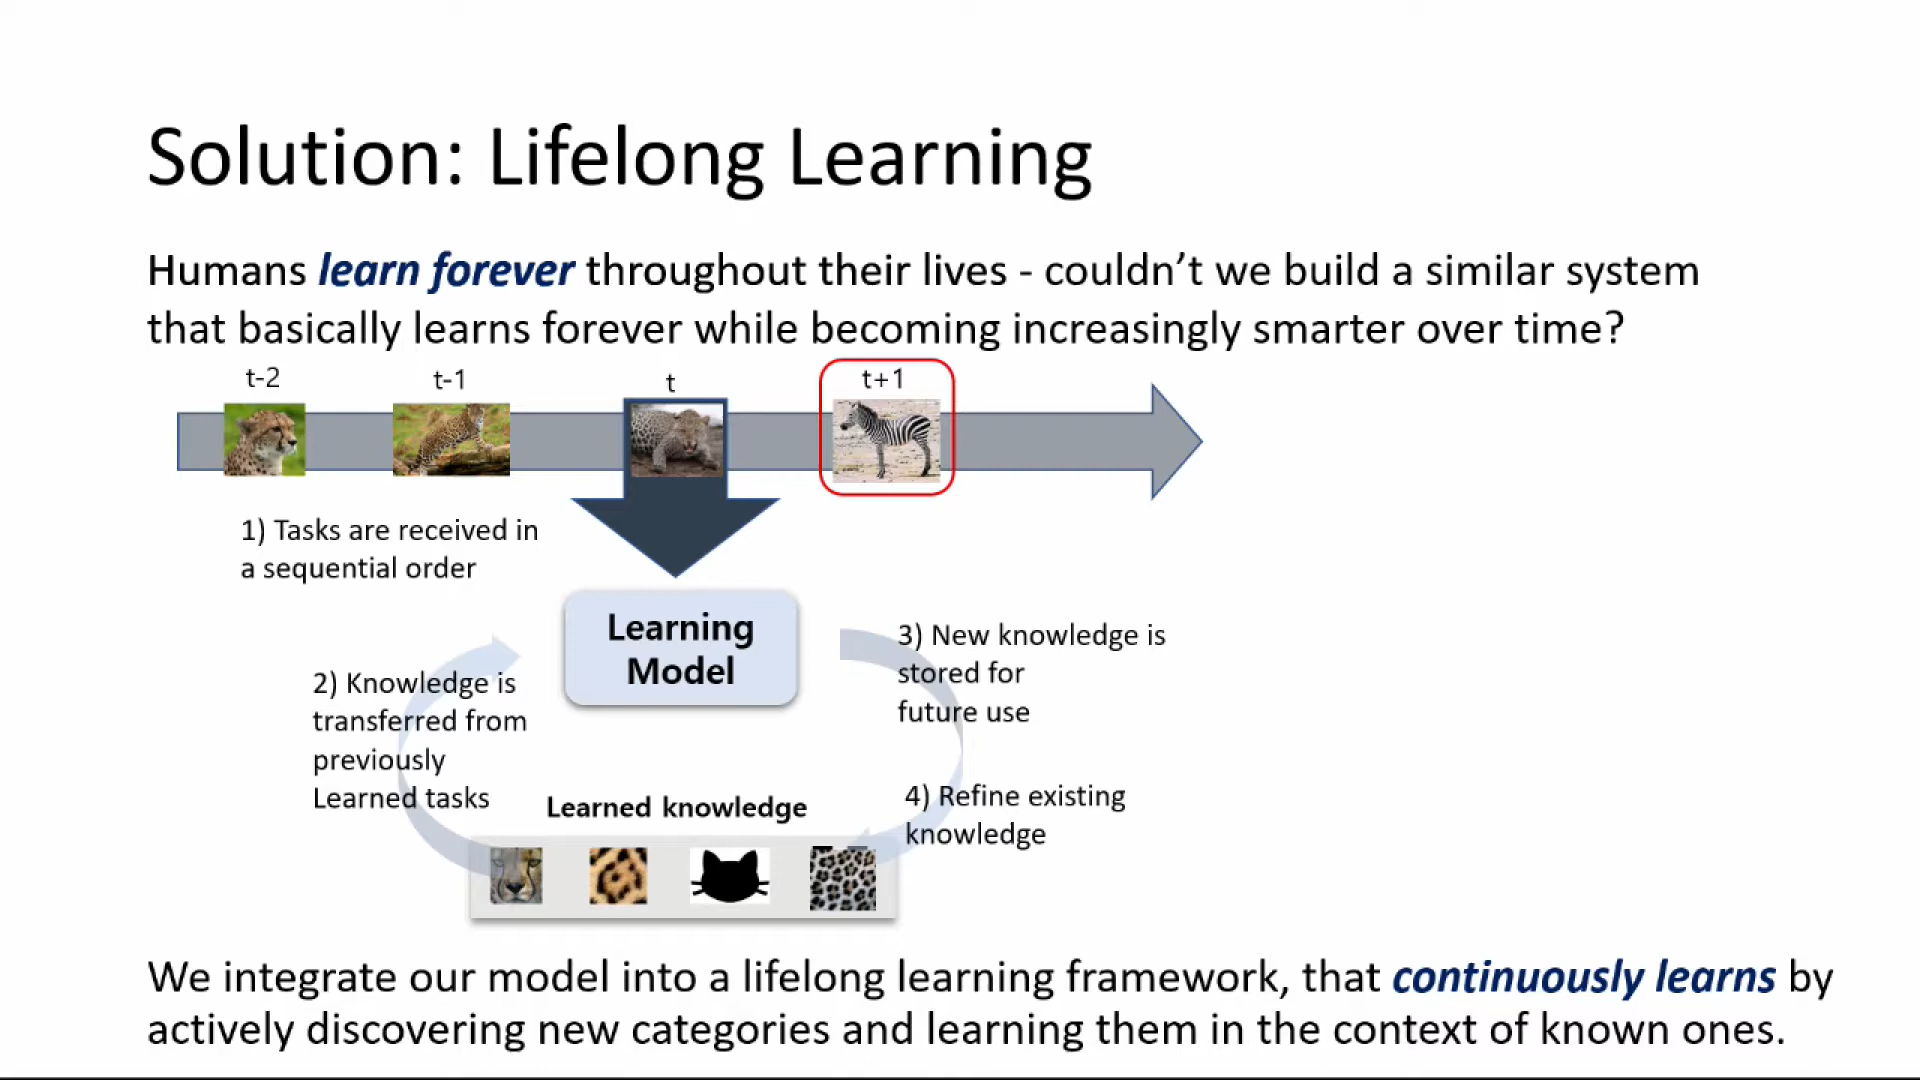 Solution: Lifelong Learning
Humans learn forever throughout their lives - couldn't we build a similar system
that basically learns forever while becoming increasingly smarter over time?
t-2
t-1
t
t+1
1) Tasks are received in
a sequential order
Learning
Model
2) Knowledge is
transferred from
previously
Learned tasks
3) New knowledge is
stored for
future use
4) Refine existing
knowledge
Learned knowledge
We integrate our model into a lifelong learning framework, that continuously learns by
actively discovering new categories and learning them in the context of known ones.